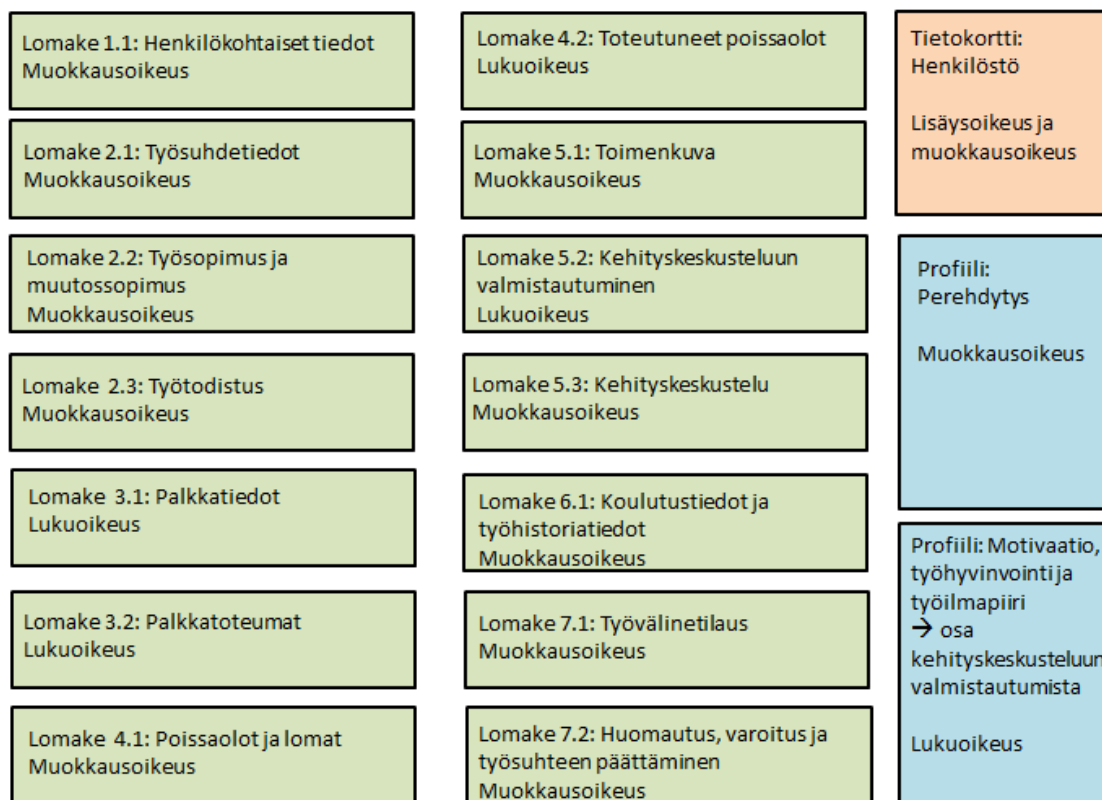 Lomake 1.1: Henkilökohtaiset tiedot
Muokkausoikeus
Lomake 2.1: Työsuhdetiedot
Muokkausoikeus
Lomake 2.2: Työsopimus ja
muutossopimus
Muokkausoikeus
Lomake 2.3: Työtodistus
Muokkausoikeus
Lomake 3.1: Palkkatiedot
Lukuoikeus
Lomake 3.2: Palkkatoteumat
Lukuoikeus
Lomake 4.1: Poissaolot ja lomat
Muokkausoikeus
Lomake 4.2: Toteutuneet poissaolot
Lukuoikeus
Lomake 5.1: Toimenkuva
Muokkausoikeus
Lomake 5.2: Kehityskeskusteluun
valmistautuminen
Lukuoikeus
Lomake 5.3: Kehityskeskustelu
Muokkausoikeus
Lomake 6.1: Koulutustiedot ja
työhistoriatiedot
Muokkausoikeus
Lomake 7.1: Työvälinetilaus
Muokkausoikeus
Lomake 7.2: Huomautus, varoitus ja
työsuhteen päättäminen
Muokkausoikeus
Tietokortti:
Henkilöstö
Lisäysoikeus ja
muokkausoikeus
Profiili:
Perehdytys
Muokkausoikeus
Profiili: Motivaatio,
työhyvinvointi ja
työilmapiiri
→ osa
kehityskeskusteluun
valmistautumista
Lukuoikeus